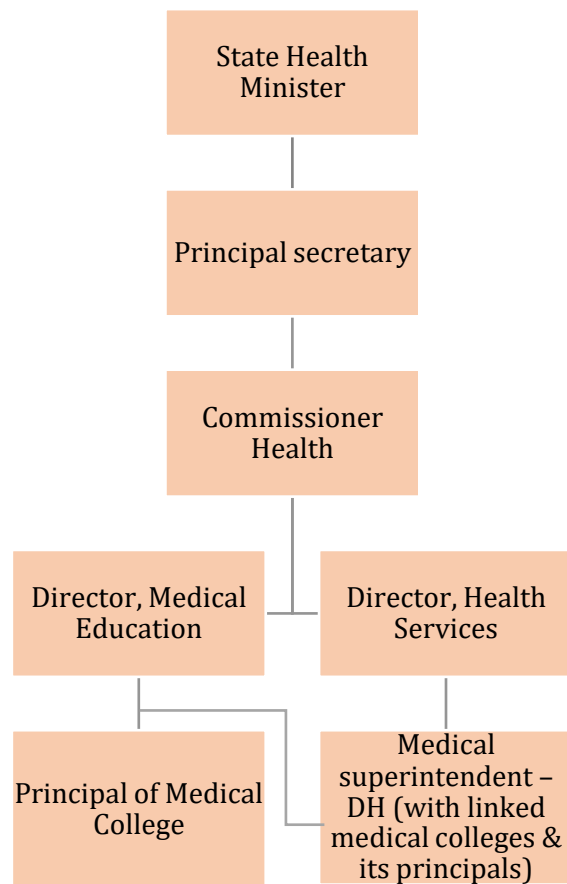 State Health
Minister
Principal secretary
Commissioner
Health
Director, Medical
Education
Director, Health
Services
Principal of Medical
College
Medical
superintendent –
DH (with linked
medical colleges &
its principals)